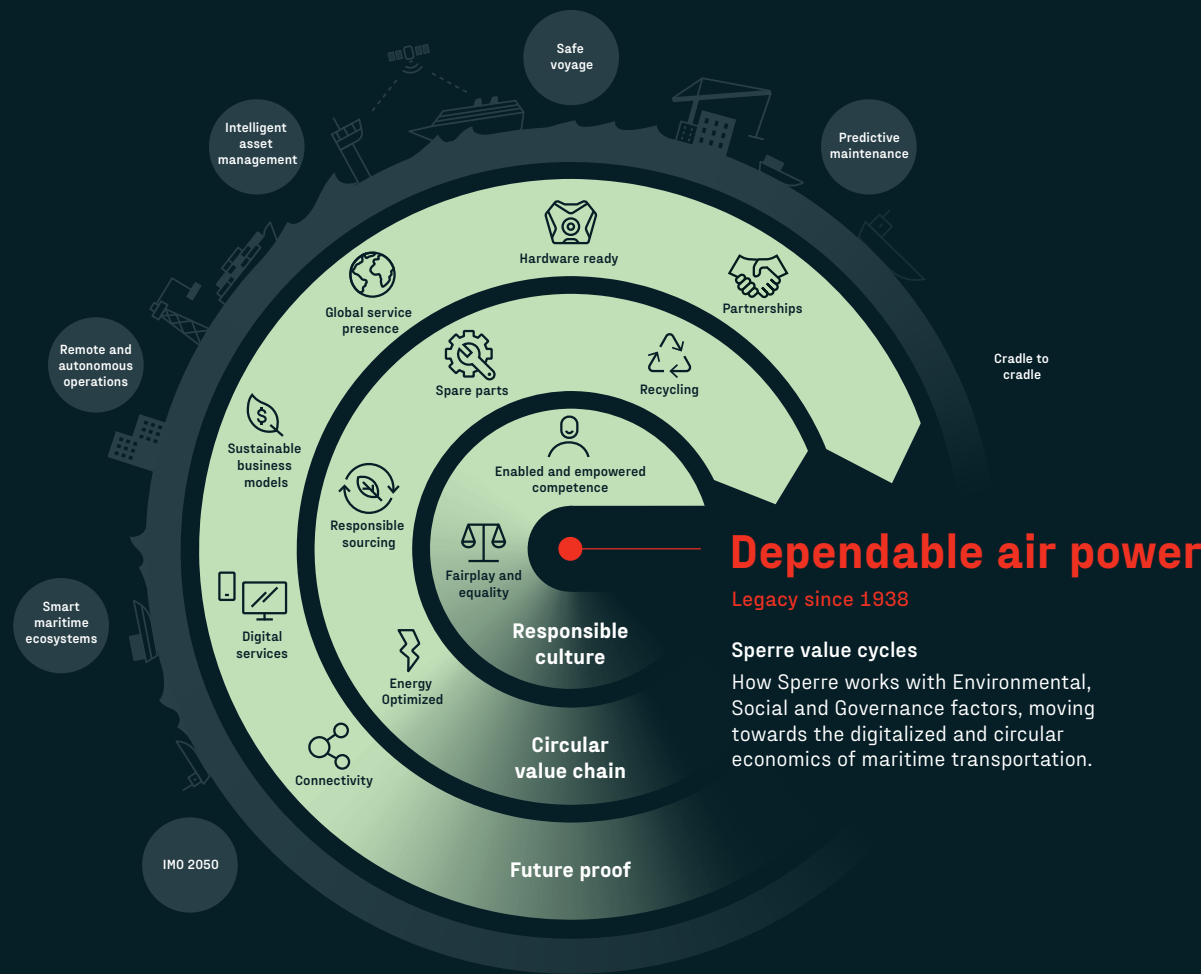 Safe
voyage
Intelligent
asset
management
Predictive
maintenance
Hardware ready
Global service
presence
Partnerships
Remote and
autonomous
operations
Cradle to
cradle
Spare parts
Recycling
Sustainable
business
models
Enabled and empowered
competence
Responsible
sourcing
Fairplay and
equality
Dependable air power
Legacy since 1938
Smart
maritime
ecosystems
Digital
services
Responsible
culture
Sperre value cycles
How Sperre works with Environmental,
Social and Governance factors, moving
towards the digitalized and circular
economics of maritime transportation.
Energy
Optimized
Circular
value chain
Connectivity
IMO 2050
Future proof